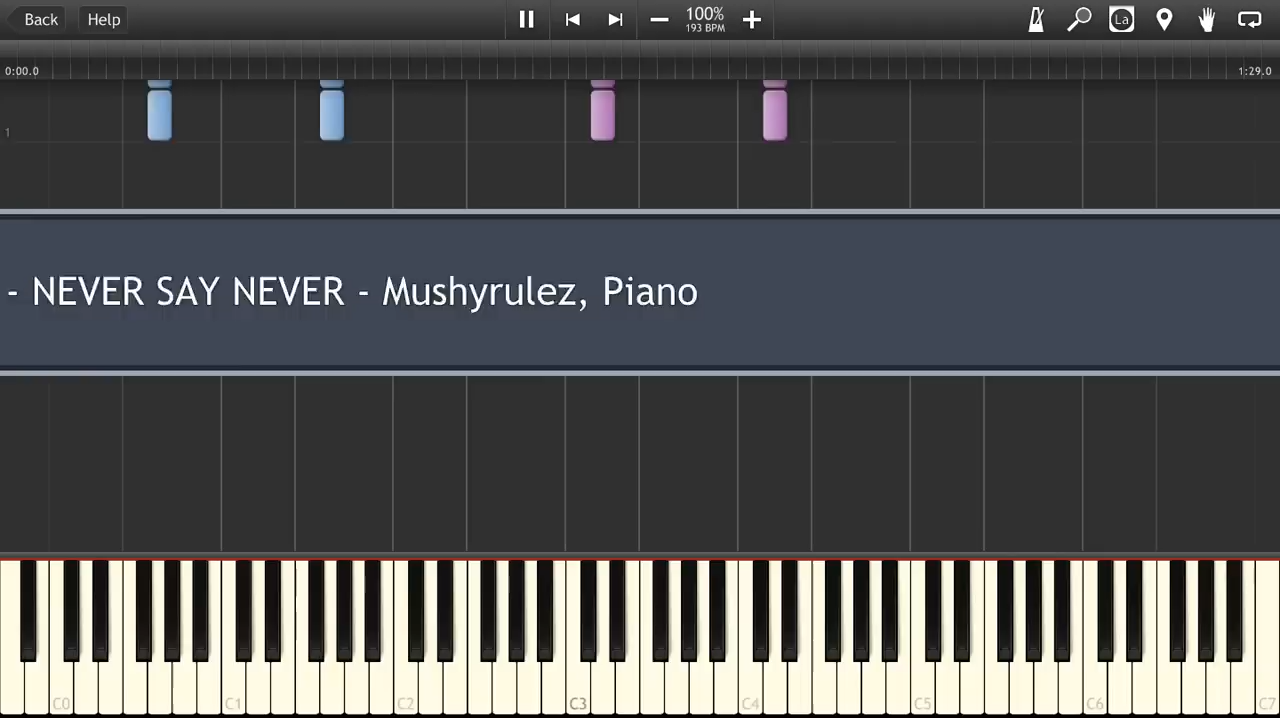 Back Help 100% La
193 BPM
0:00.0 1:29.0
1
- NEVER SAY NEVER - Mushyrulez, Piano
C0 C1 C2 C3 C4 C5 C6 C7